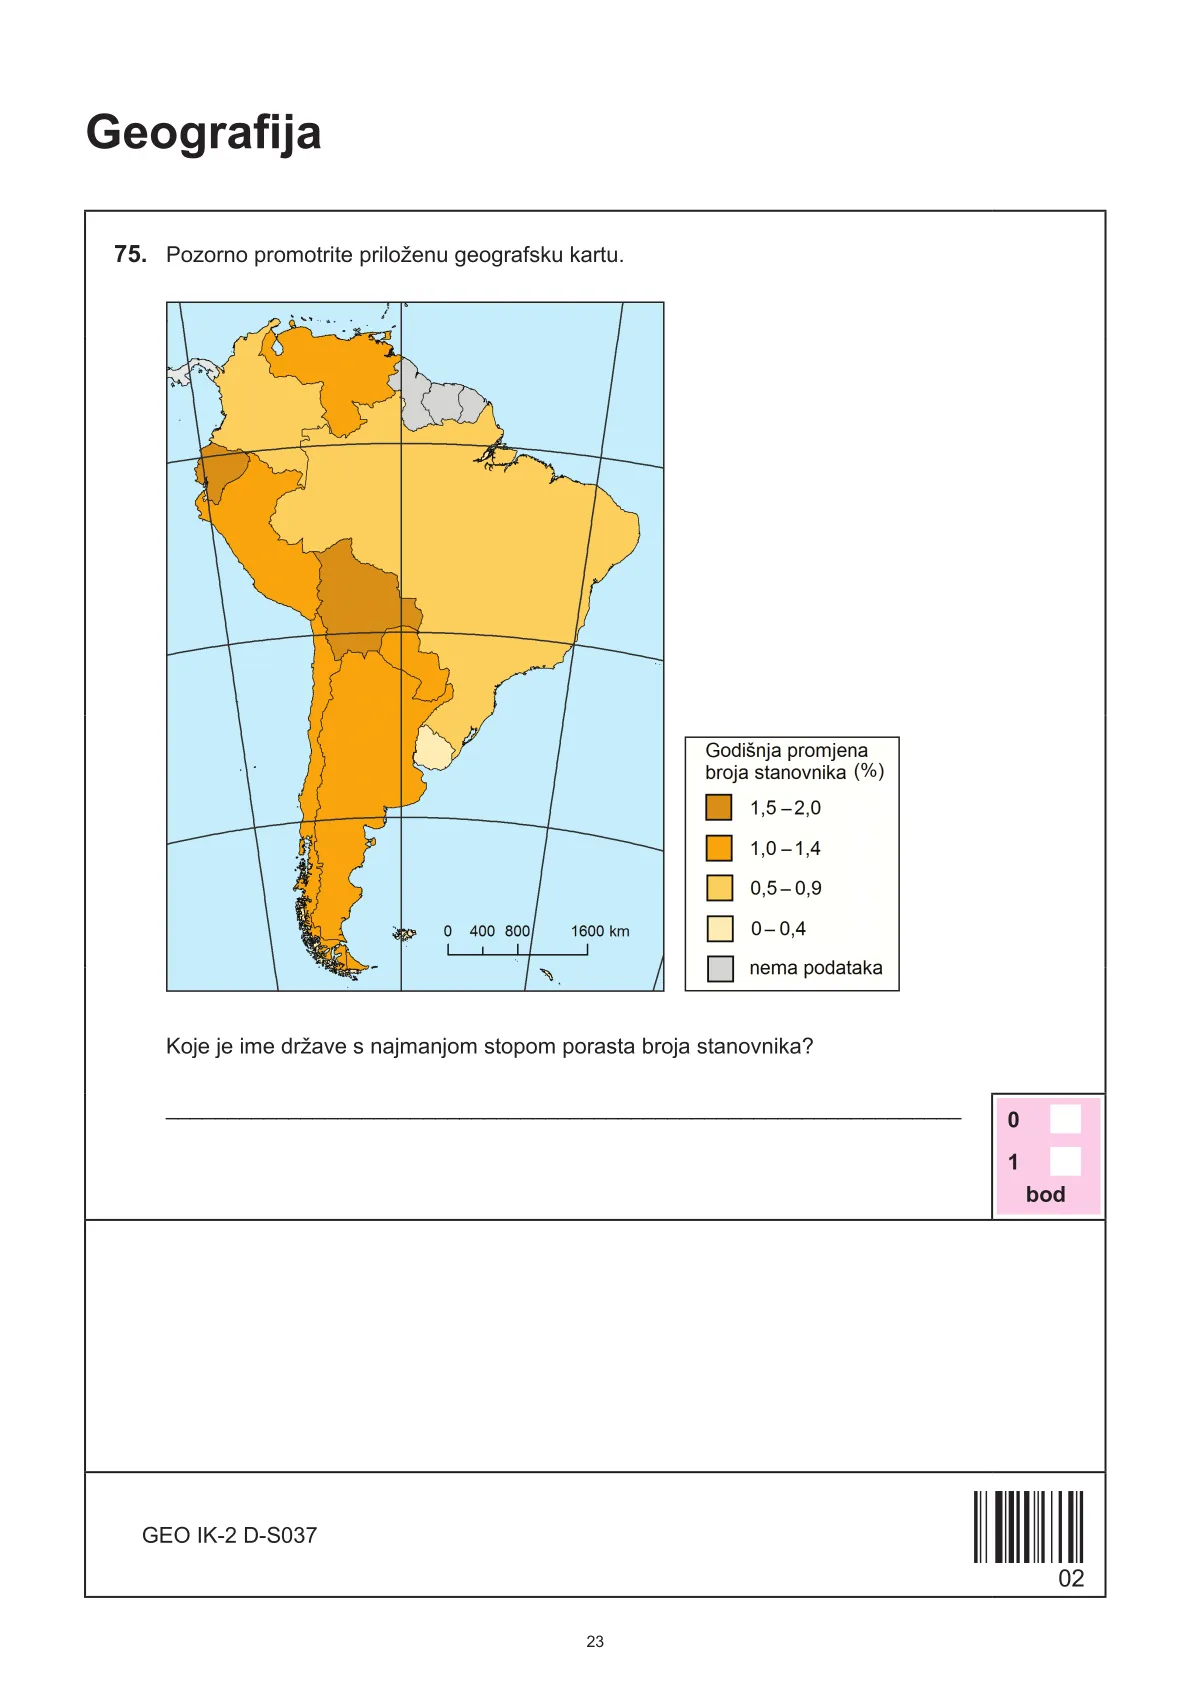 Geografija
75. Pozorno promotrite priloženu geografsku kartu.
0 400 800 1600 km
Godišnja promjena
broja stanovnika (%)
1,5 – 2,0
1,0 – 1,4
0,5 – 0,9
0 – 0,4
nema podataka
Koje je ime države s najmanjom stopom porasta broja stanovnika?
0
1
bod
GEO IK-2 D-S037
02
23